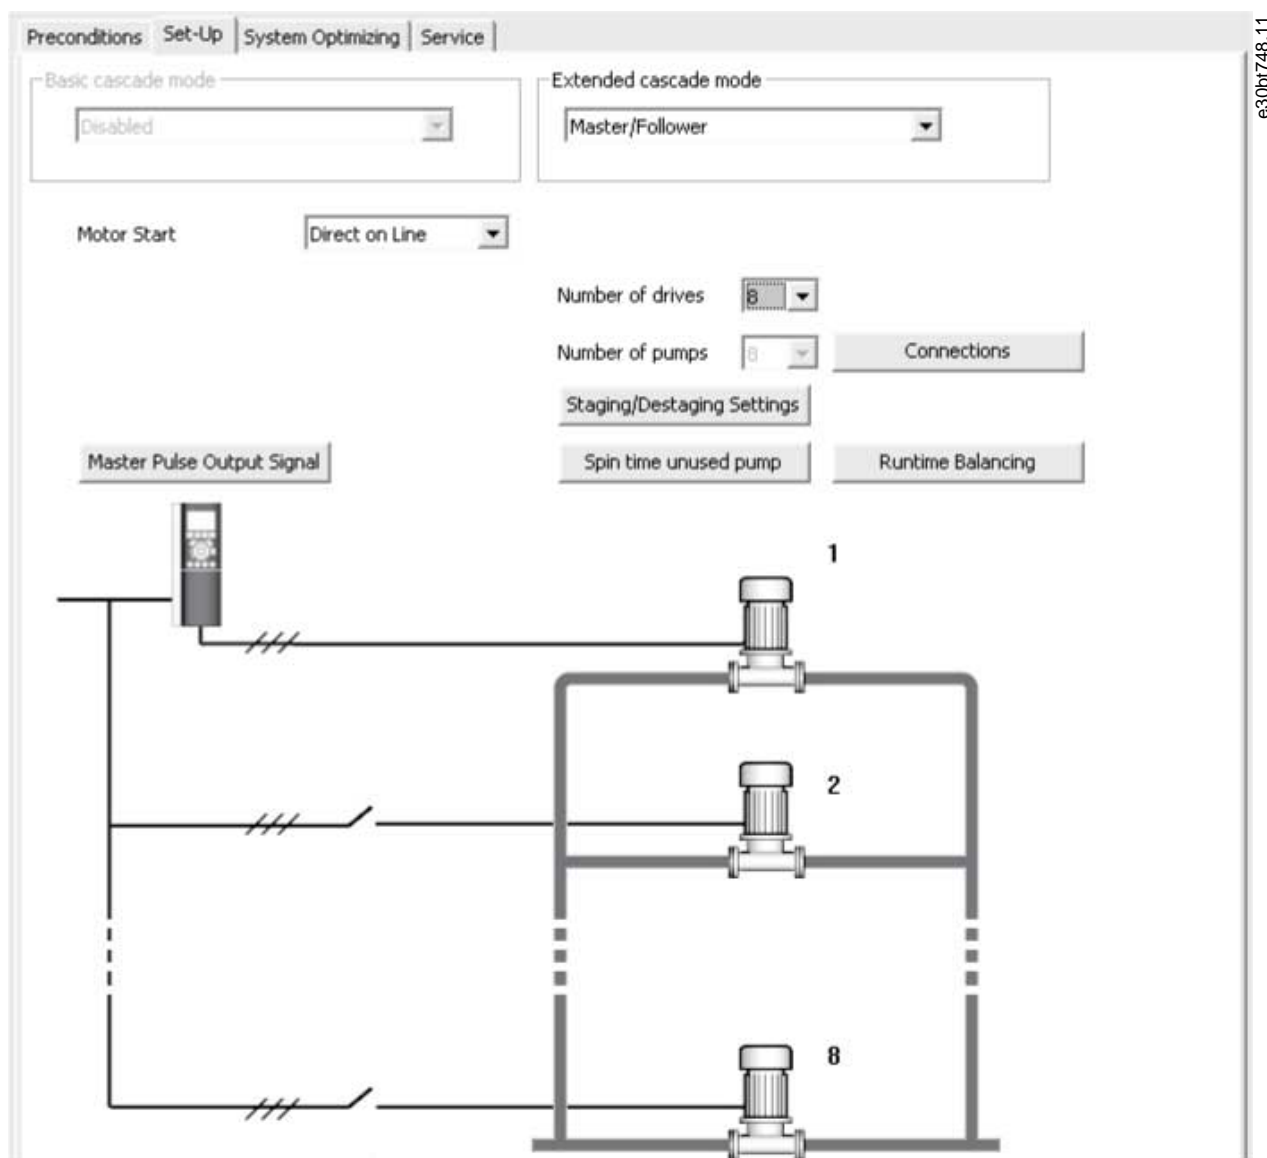 Preconditions Set-Up System Optimizing Service
e30bt748.11
Basic cascade mode
Disabled
Extended cascade mode
Master/Follower
Motor Start Direct on Line
Number of drives 8
Number of pumps 8 Connections
Staging/Destaging Settings
Master Pulse Output Signal Spin time unused pump Runtime Balancing
1
2
8